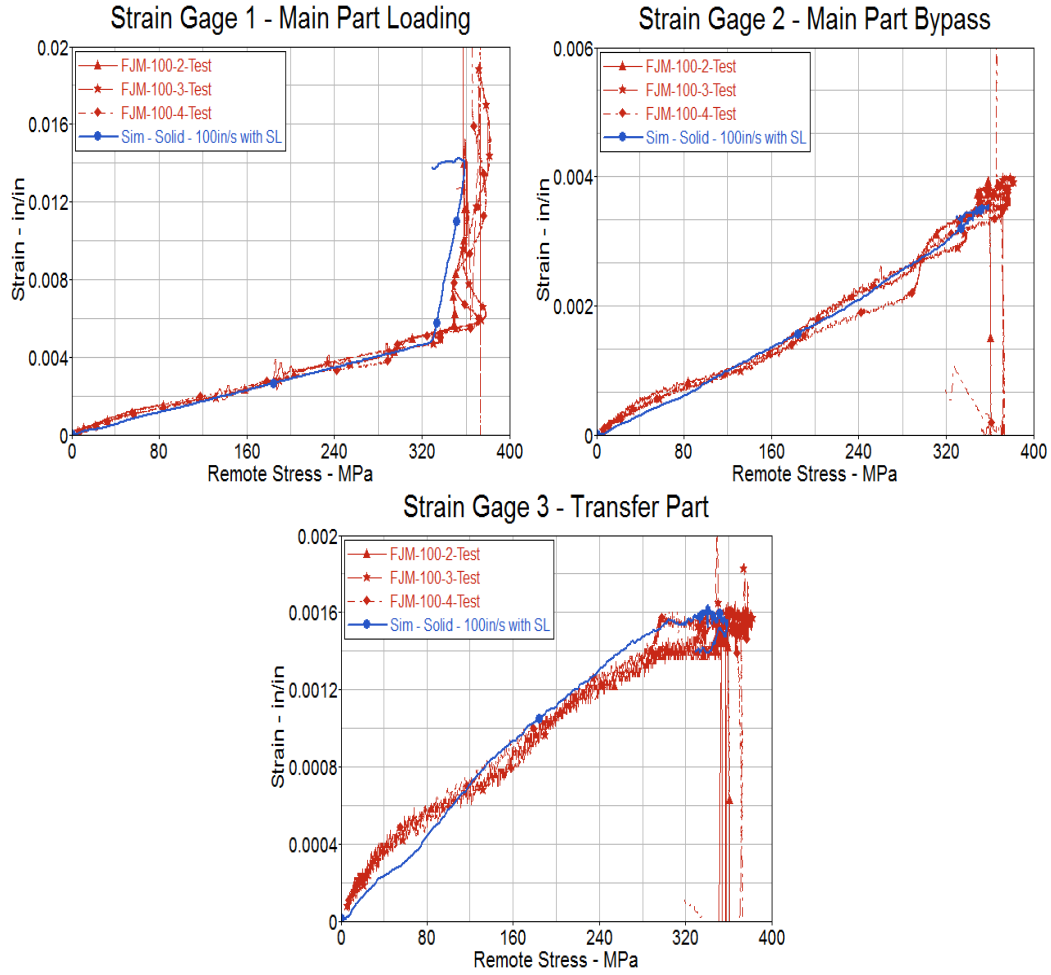 Strain Gage 1 - Main Part Loading
0.02
0.016
0.012
0.008
0.004
0
Strain - in/in
FJM-100-2-Test
FJM-100-3-Test
FJM-100-4-Test
Sim - Solid - 100in/s with SL
0 80 160 240 320 400
Remote Stress - MPa
Strain Gage 2 - Main Part Bypass
0.006
0.004
0.002
0
Strain - in/in
FJM-100-2-Test
FJM-100-3-Test
FJM-100-4-Test
Sim - Solid - 100in/s with SL
0 80 160 240 320 400
Remote Stress - MPa
Strain Gage 3 - Transfer Part
0.002
0.0016
0.0012
0.0008
0.0004
0
Strain - in/in
FJM-100-2-Test
FJM-100-3-Test
FJM-100-4-Test
Sim - Solid - 100in/s with SL
0 80 160 240 320 400
Remote Stress - MPa